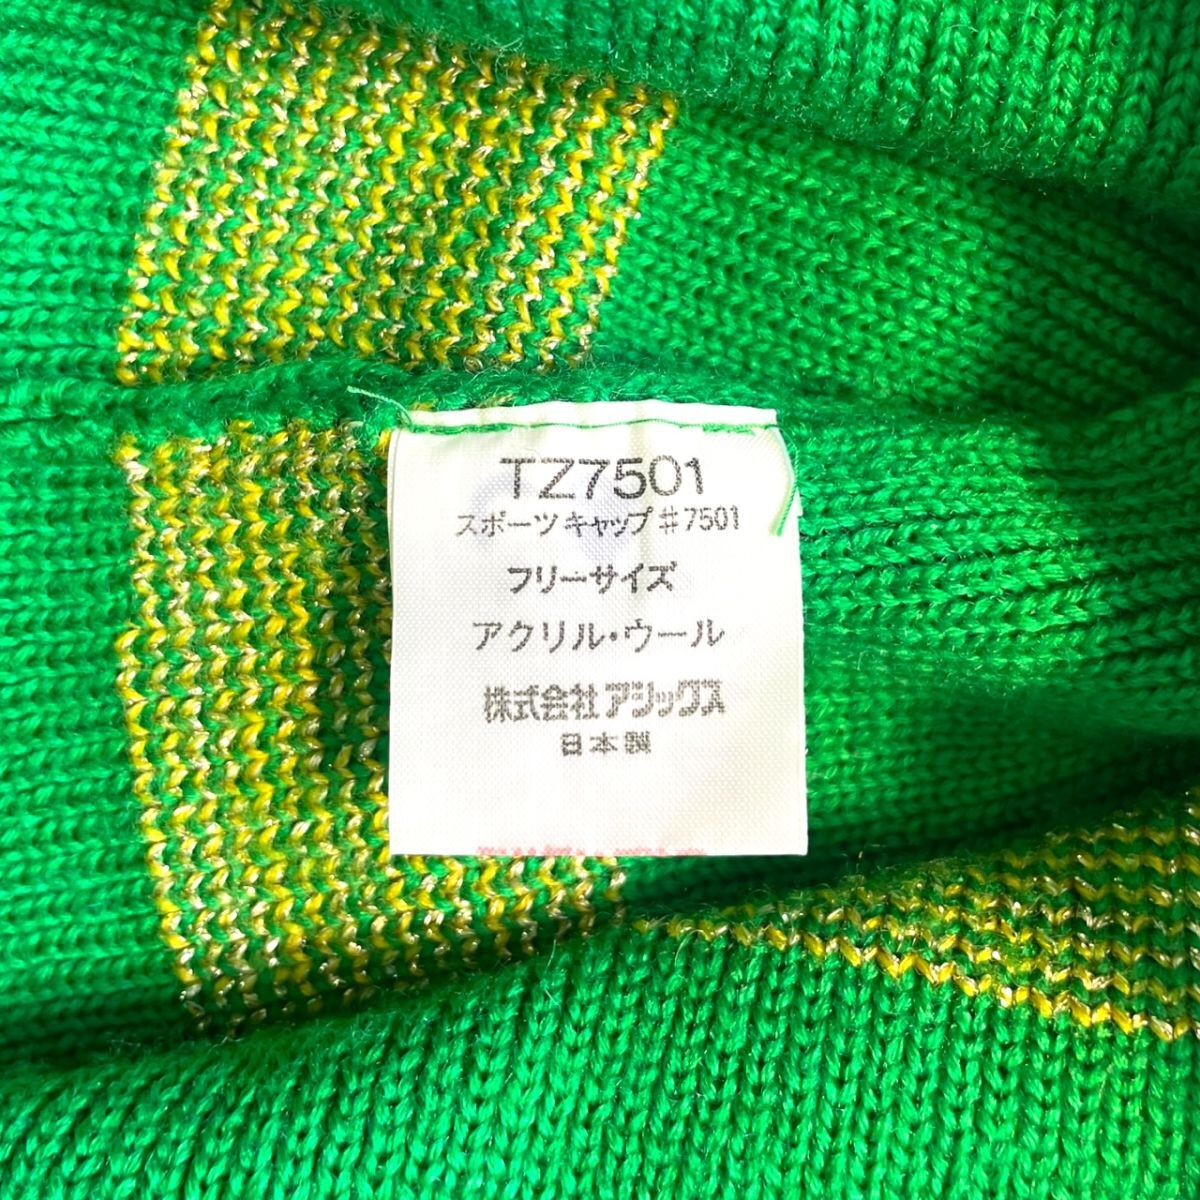 TZ7501
スポーツキャップ#7501
フリーサイズ
アクリル・ウール
株式会社アシックス
日本製